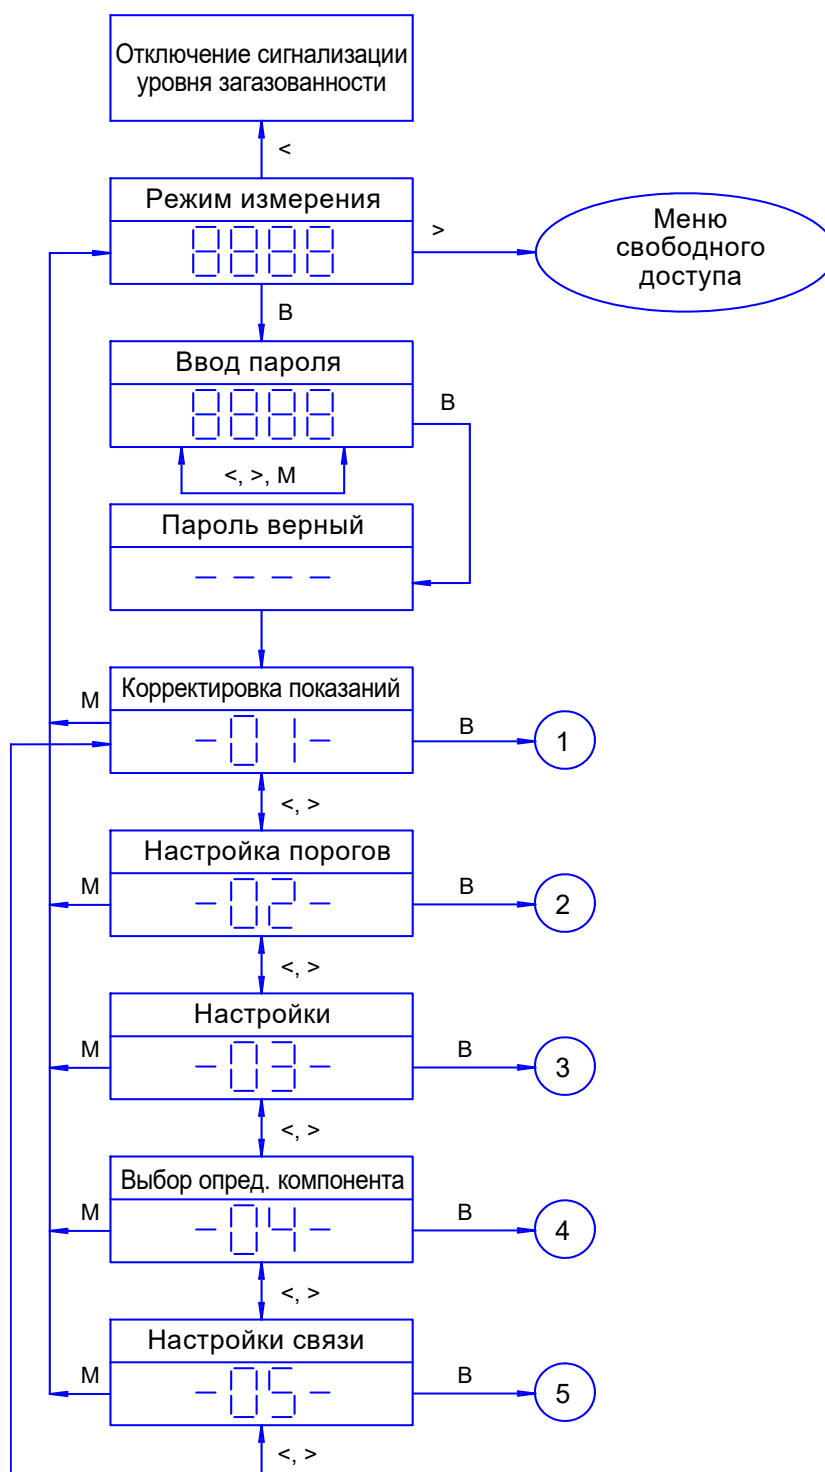 Отключение сигнализации
уровня загазованности
<
Режим измерения
8888
>
Меню
свободного
доступа
В
Ввод пароля
8888
В
<, >, М
Пароль верный
- - - -
Корректировка показаний
М
-01-
В
1
<, >
Настройка порогов
М
-02-
В
2
<, >
Настройки
М
-03-
В
3
<, >
Выбор опред. компонента
М
-04-
В
4
<, >
Настройки связи
М
-05-
В
5
<, >